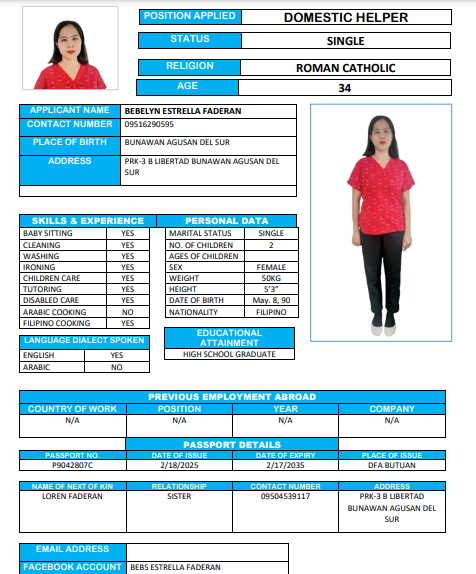 POSITION APPLIED DOMESTIC HELPER
STATUS SINGLE
RELIGION ROMAN CATHOLIC
AGE 34
APPLICANT NAME BEBELYN ESTRELLA FADERAN
CONTACT NUMBER 09516290595
PLACE OF BIRTH BUNAWAN AGUSAN DEL SUR
ADDRESS PRK-3 B LIBERTAD BUNAWAN AGUSAN DEL
SUR
SKILLS & EXPERIENCE PERSONAL DATA
BABY SITTING YES MARITAL STATUS SINGLE
CLEANING YES NO. OF CHILDREN 2
WASHING YES AGES OF CHILDREN
IRONING YES SEX FEMALE
CHILDREN CARE YES WEIGHT 50KG
TUTORING YES HEIGHT 5'3"
DISABLED CARE YES DATE OF BIRTH May. 8, 90
ARABIC COOKING NO NATIONALITY FILIPINO
FILIPINO COOKING YES
EDUCATIONAL
ATTAINMENT
LANGUAGE DIALECT SPOKEN
ENGLISH YES HIGH SCHOOL GRADUATE
ARABIC NO
PREVIOUS EMPLOYMENT ABROAD
COUNTRY OF WORK POSITION YEAR COMPANY
N/A N/A N/A N/A
PASSPORT DETAILS
PASSPORT NO. DATE OF ISSUE DATE OF EXPIRY PLACE OF ISSUE
P9042807C 2/18/2025 2/17/2035 DFA BUTUAN
NAME OF NEXT OF KIN RELATIONSHIP CONTACT NUMBER ADDRESS
LOREN FADERAN SISTER 09504539117 PRK-3 B LIBERTAD
BUNAWAN AGUSAN DEL
SUR
EMAIL ADDRESS
FACEBOOK ACCOUNT BEBS ESTRELLA FADERAN